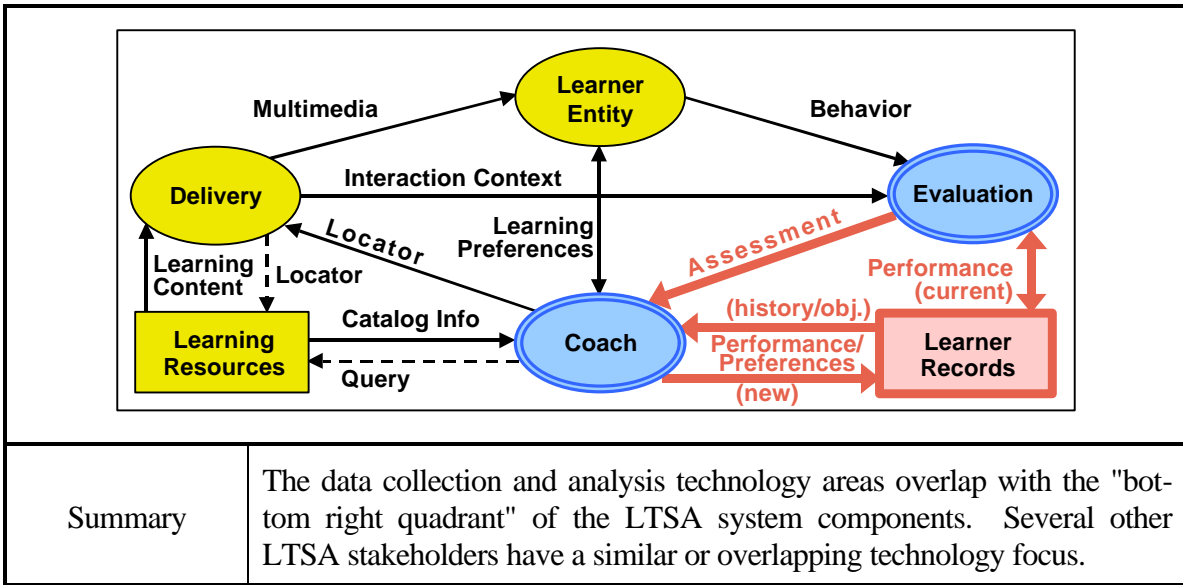 Learner
Entity
Multimedia
Behavior
Delivery
Interaction Context
Evaluation
Locator
Learning
Preferences
Assessment
Learning
Content
Locator
Performance
(current)
Learning
Resources
Catalog Info
Query
Coach
(history/obj.)
Performance/
Preferences
(new)
Learner
Records
Summary
The data collection and analysis technology areas overlap with the "bot-
tom right quadrant" of the LTSA system components. Several other
LTSA stakeholders have a similar or overlapping technology focus.